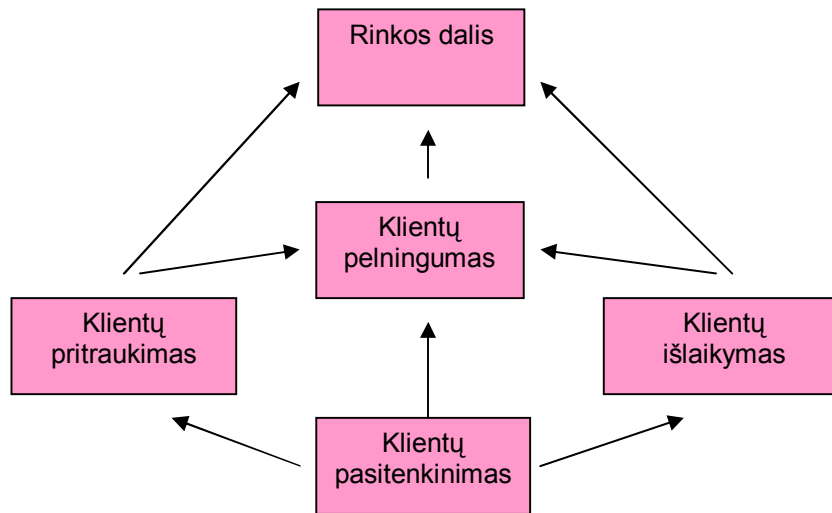 Rinkos dalis
Klientų
pelningumas
Klientų
pritraukimas
Klientų
išlaikymas
Klientų
pasitenkinimas